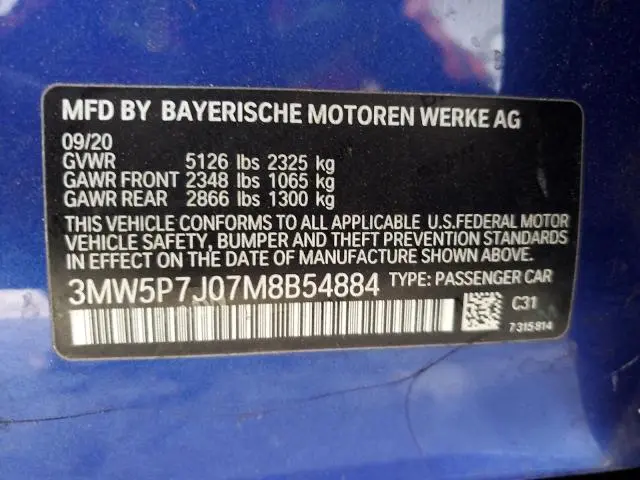 MFD BY BAYERISCHE MOTOREN WERKE AG
09/20
GVWR 5126 lbs 2325 kg
GAWR FRONT 2348 lbs 1065 kg
GAWR REAR 2866 lbs 1300 kg
THIS VEHICLE CONFORMS TO ALL APPLICABLE U.S.FEDERAL MOTOR
VEHICLE SAFETY, BUMPER AND THEFT PREVENTION STANDARDS
IN EFFECT ON THE DATE OF MANUFACTURE SHOWN ABOVE.
3MW5P7J07M8B54884 TYPE: PASSENGER CAR
C31
7315814